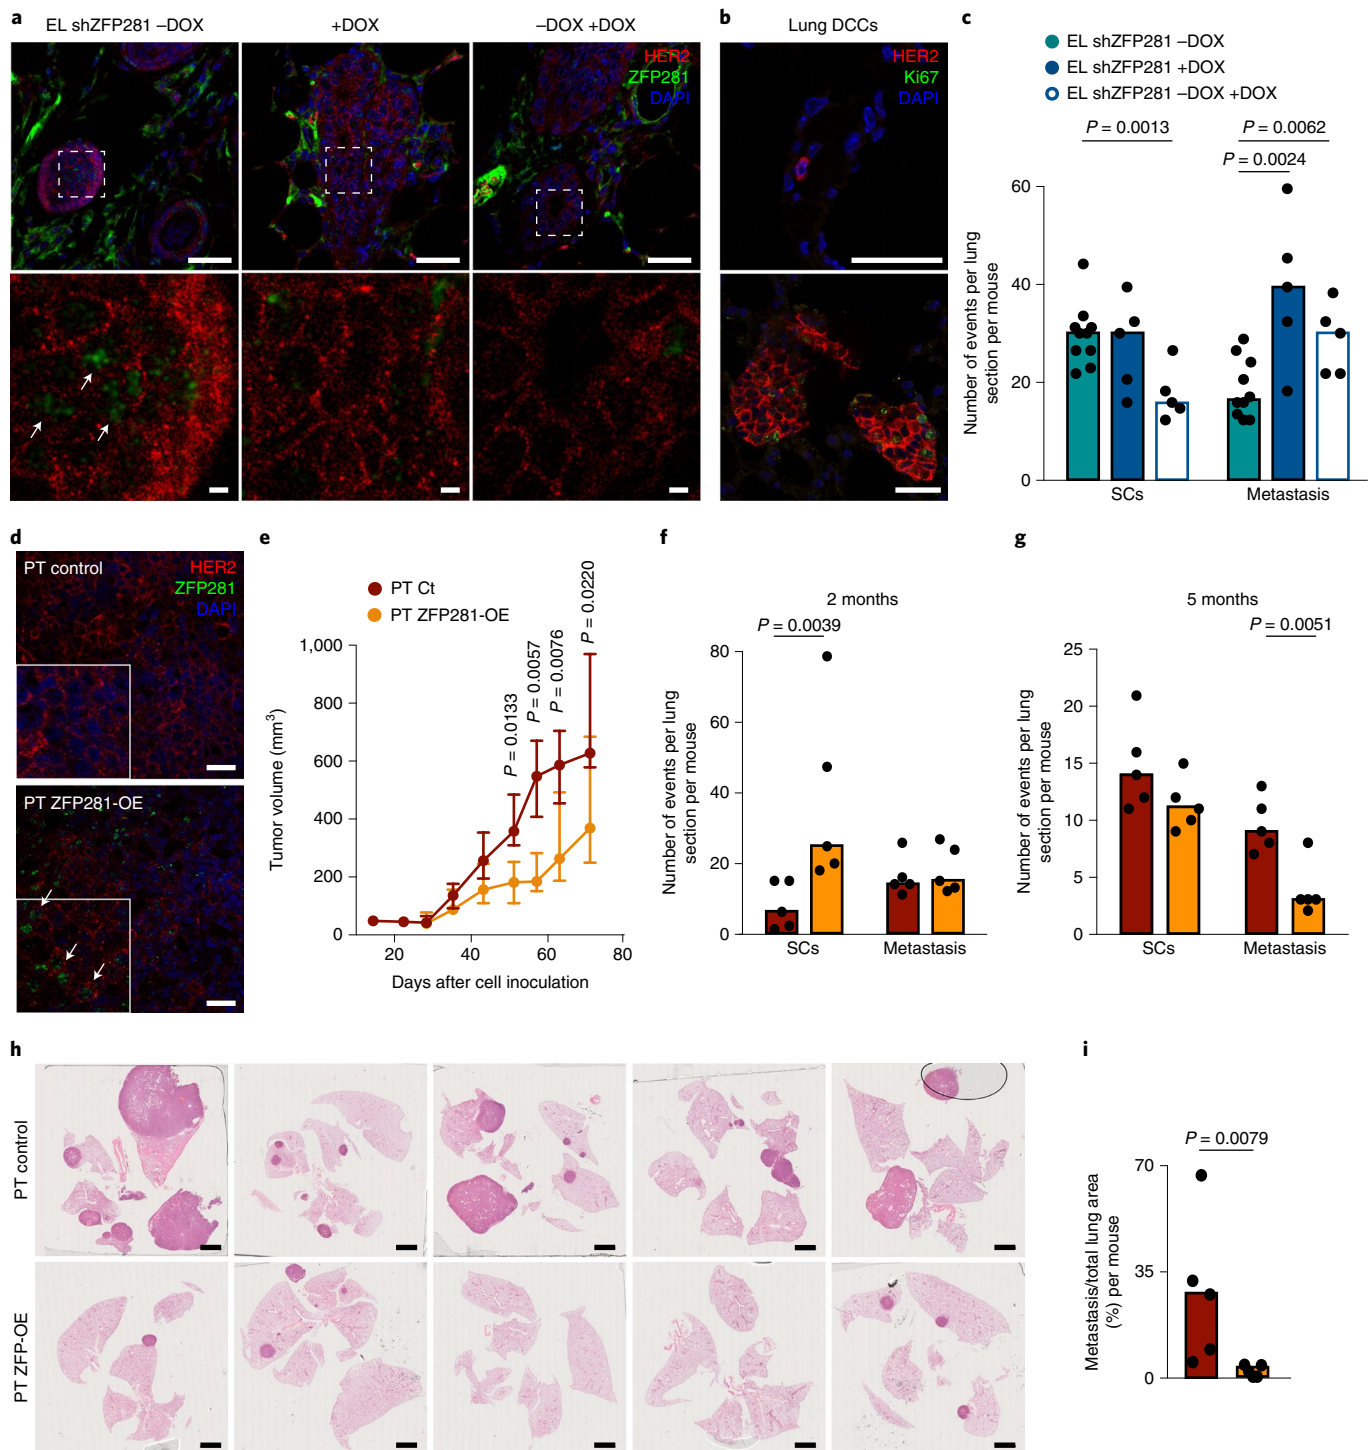 a
EL shZFP281 –DOX
+DOX
–DOX +DOX
HER2
ZFP281
DAPI
b
Lung DCCs
HER2
Ki67
DAPI
c
EL shZFP281 –DOX
EL shZFP281 +DOX
EL shZFP281 –DOX +DOX
P = 0.0013
P = 0.0062
P = 0.0024
Number of events per lung
section per mouse
60
40
20
0
SCs
Metastasis
d
PT control
HER2
ZFP281
DAPI
PT ZFP281-OE
e
PT Ct
PT ZFP281-OE
P = 0.0133
P = 0.0057
P = 0.0076
P = 0.0220
Tumor volume (mm³)
1,000
800
600
400
200
0
20
40
60
80
Days after cell inoculation
f
2 months
P = 0.0039
Number of events per lung
section per mouse
80
60
40
20
0
SCs
Metastasis
g
5 months
P = 0.0051
Number of events per lung
section per mouse
25
20
15
10
5
0
SCs
Metastasis
h
PT control
PT ZFP-OE
i
P = 0.0079
Metastasis/total lung area
(%) per mouse
70
35
0